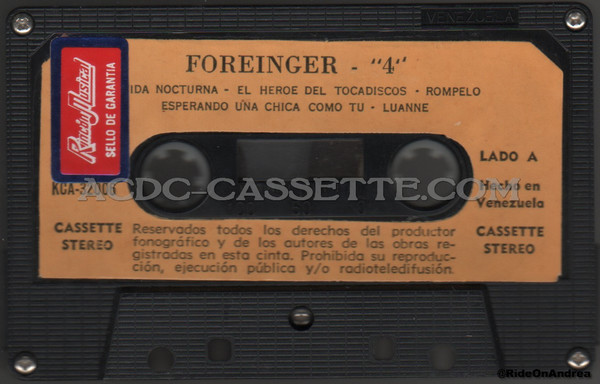 VENEZUELA
FOREINGER - "4"
IDA NOCTURNA - EL HEROE DEL TOCADISCOS - ROMPELO
ESPERANDO UNA CHICA COMO TU - LUANNE
Rincón Musical
SELLO DE GARANTIA
LADO A
ACDC-CASSETTE.COM
Hecho en
Venezuela
CASSETTE
STEREO
Reservados todos los derechos del productor
fonográfico y de los autores de las obras re-
gistradas en esta cinta. Prohibida su reproduc-
ción, ejecución pública y/o radioteledifusión.
CASSETTE
STEREO
@RideOnAndrea